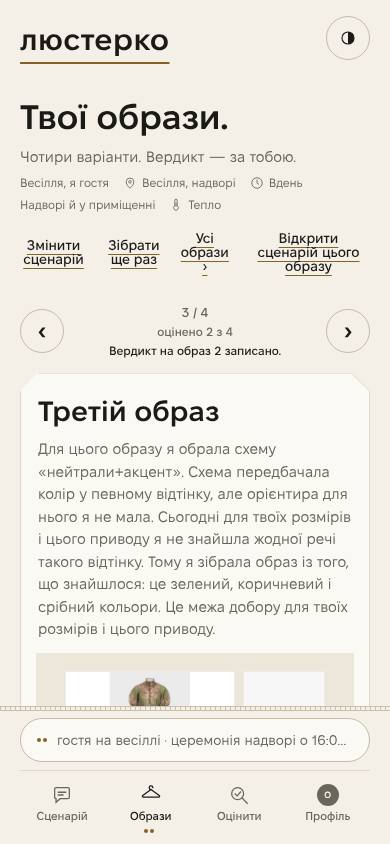 люстерко
Твої образи.
Чотири варіанти. Вердикт — за тобою.
Весілля, я гостя Весілля, надворі Вдень
Надворі й у приміщенні Тепло
Змінити
сценарій
Зібрати
ще раз
Усі
образи
›
Відкрити
сценарій цього
образу
‹
3 / 4
оцінено 2 з 4
Вердикт на образ 2 записано.
›
Третій образ
Для цього образу я обрала схему
«нейтрали+акцент». Схема передбачала
колір у певному відтінку, але орієнтира для
нього я не мала. Сьогодні для твоїх розмірів
і цього приводу я не знайшла жодної речі
такого відтінку. Тому я зібрала образ із того,
що знайшлося: це зелений, коричневий і
срібний кольори. Це межа добору для твоїх
розмірів і цього приводу.
гостя на весіллі · церемонія надворі о 16:0...
Сценарій
Образи
Оцінити
О
Профіль